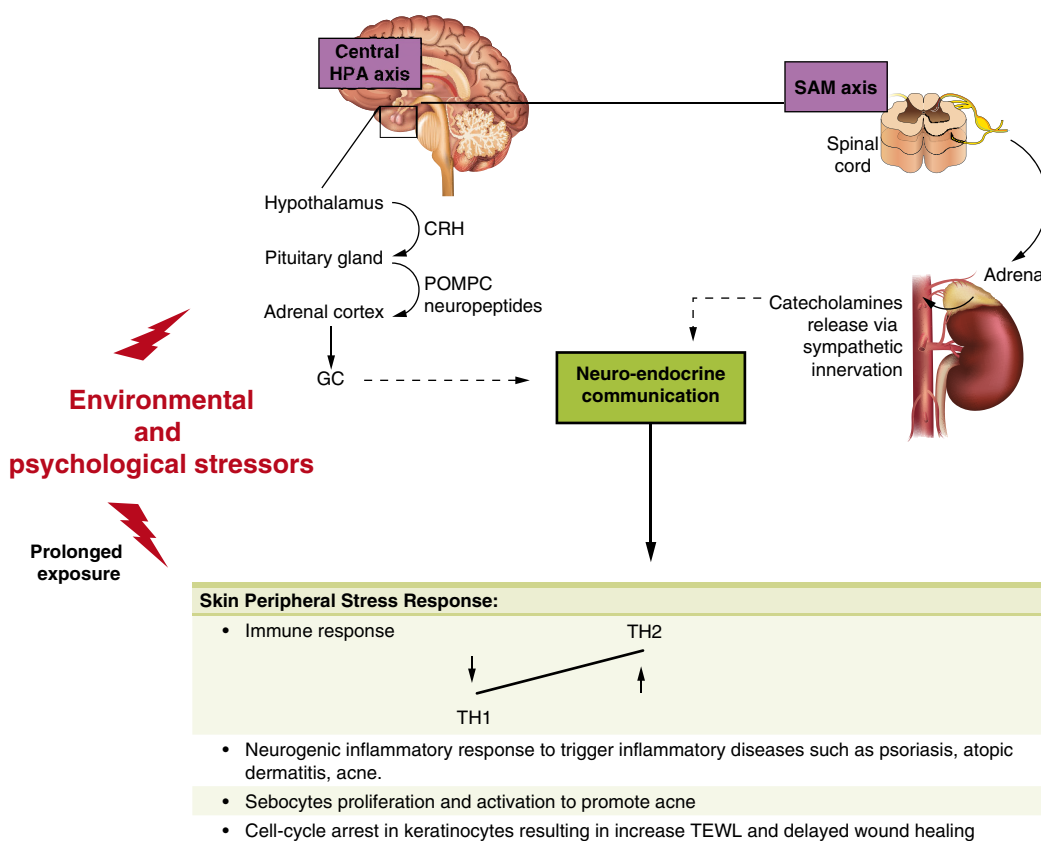 Central
HPA axis
SAM axis
Spinal
cord
Hypothalamus
CRH
Pituitary gland
POMPC
neuropeptides
Adrenal cortex
GC
Adrena
Catecholamines
release via
sympathetic
innervation
Neuro-endocrine
communication
Environmental
and
psychological stressors
Prolonged
exposure
Skin Peripheral Stress Response:
• Immune response
TH2
TH1
• Neurogenic inflammatory response to trigger inflammatory diseases such as psoriasis, atopic
dermatitis, acne.
• Sebocytes proliferation and activation to promote acne
• Cell-cycle arrest in keratinocytes resulting in increase TEWL and delayed wound healing